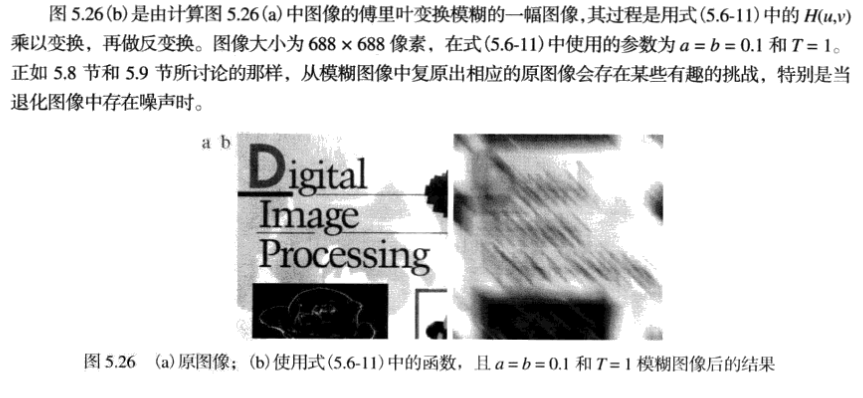 图 5.26(b)是由计算图 5.26(a)中图像的傅里叶变换模糊的一幅图像,其过程是用式(5.6-11)中的 H(u,v)
乘以变换，再做反变换。图像大小为 688 × 688 像素，在式(5.6-11)中使用的参数为 a = b = 0.1 和 T = 1。
正如 5.8 节和 5.9 节所讨论的那样，从模糊图像中复原出相应的原图像会存在某些有趣的挑战，特别是当
退化图像中存在噪声时。
a b
Digital
Image
Processing
图 5.26 (a)原图像；(b)使用式(5.6-11)中的函数，且 a = b = 0.1 和 T = 1 模糊图像后的结果